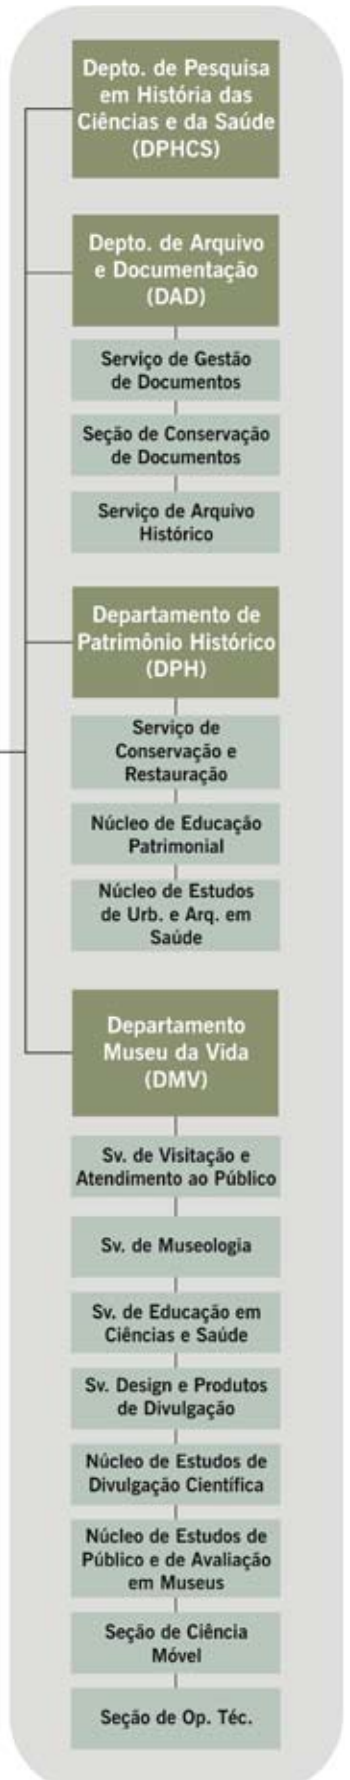 Depto. de Pesquisa
em História das
Ciências e da Saúde
(DPHCS)
Depto. de Arquivo
e Documentação
(DAD)
Serviço de Gestão
de Documentos
Seção de Conservação
de Documentos
Serviço de Arquivo
Histórico
Departamento de
Patrimônio Histórico
(DPH)
Serviço de
Conservação e
Restauração
Núcleo de Educação
Patrimonial
Núcleo de Estudos
de Urb. e Arq. em
Saúde
Departamento
Museu da Vida
(DMV)
Sv. de Visitação e
Atendimento ao Público
Sv. de Museologia
Sv. de Educação em
Ciências e Saúde
Sv. Design e Produtos
de Divulgação
Núcleo de Estudos de
Divulgação Científica
Núcleo de Estudos de
Público e de Avaliação
em Museus
Seção de Ciência
Móvel
Seção de Op. Téc.